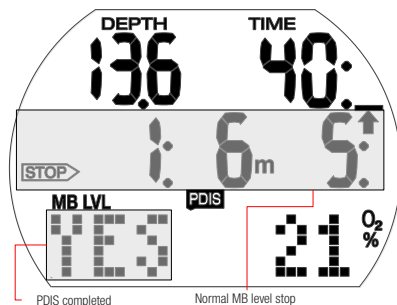 DEPTH TIME
13.6 40:
STOP 1: 6m 5:
MB LVL PDIS O₂
YES 21 %
PDIS completed Normal MB level stop